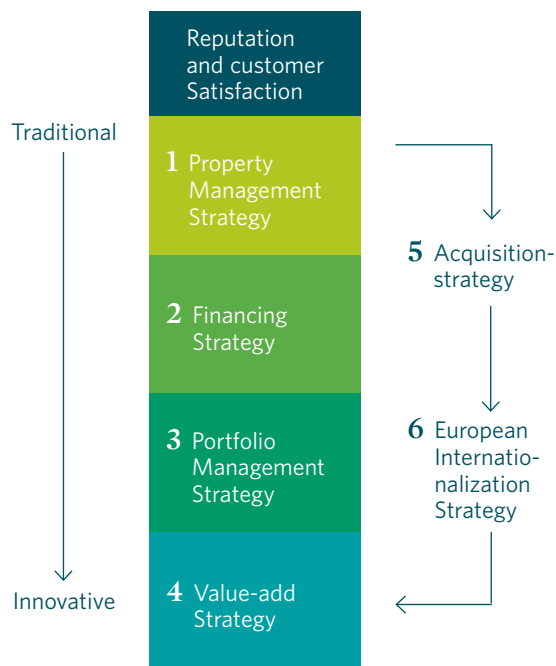 Reputation
and customer
Satisfaction
Traditional
1 Property
Management
Strategy
2 Financing
Strategy
3 Portfolio
Management
Strategy
4 Value-add
Strategy
Innovative
5 Acquisition-
strategy
6 European
Internatio-
nalization
Strategy